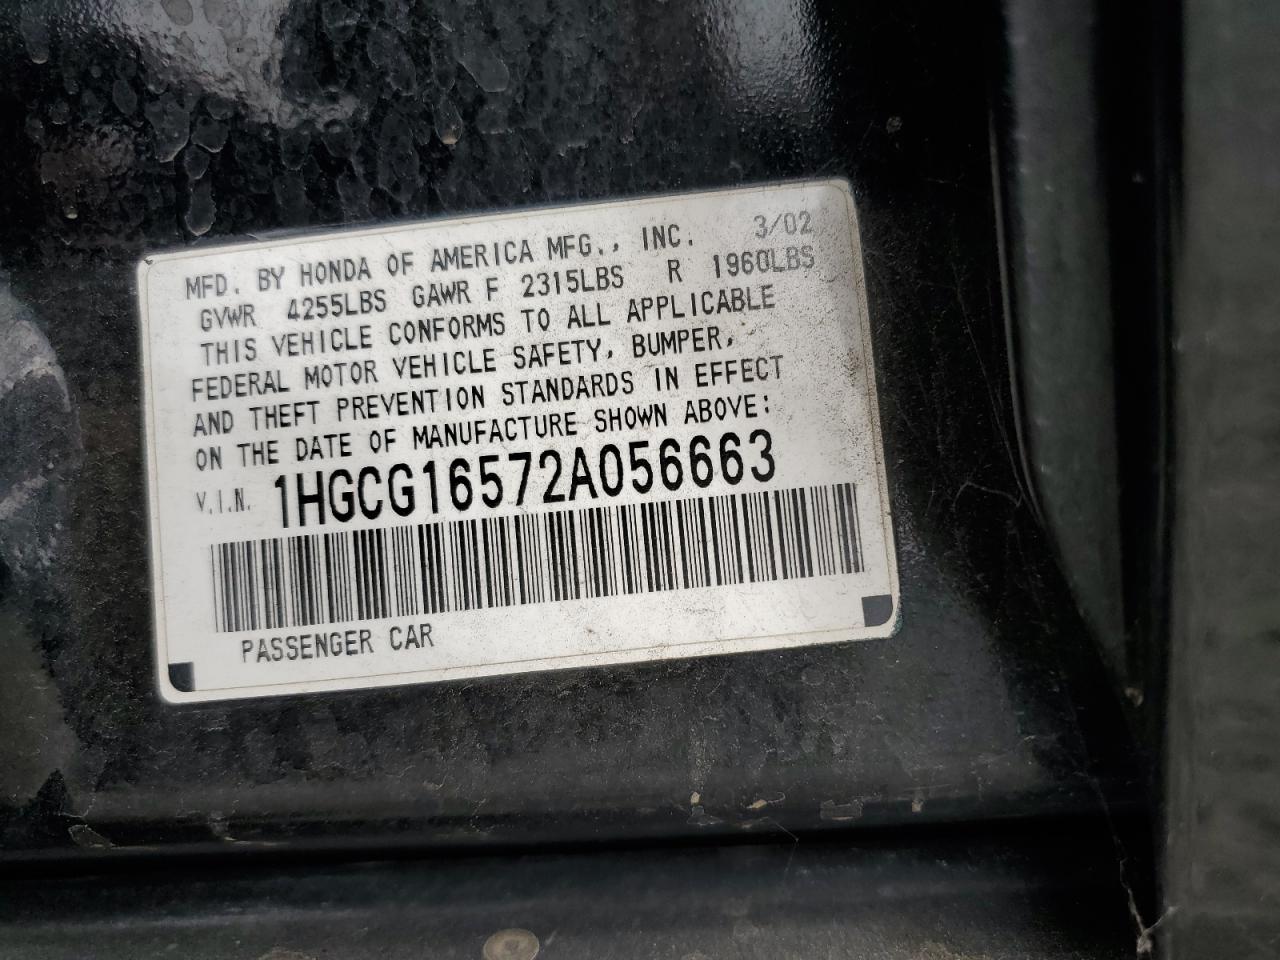 MFD. BY HONDA OF AMERICA MFG., INC. 3/02
GVWR 4255LBS GAWR F 2315LBS R 1960LBS
THIS VEHICLE CONFORMS TO ALL APPLICABLE
FEDERAL MOTOR VEHICLE SAFETY, BUMPER,
AND THEFT PREVENTION STANDARDS IN EFFECT
ON THE DATE OF MANUFACTURE SHOWN ABOVE:
V.I.N. 1HGCG16572A056663
PASSENGER CAR